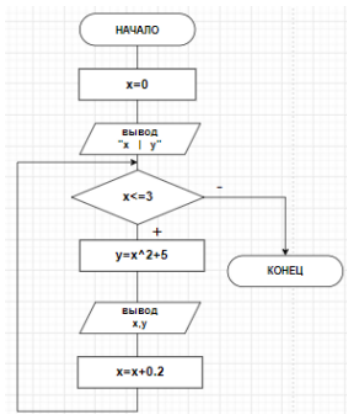 НАЧАЛО
x=0
вывод
"x | y"
x<=3
-
+
y=x^2+5
КОНЕЦ
вывод
x,y
x=x+0.2